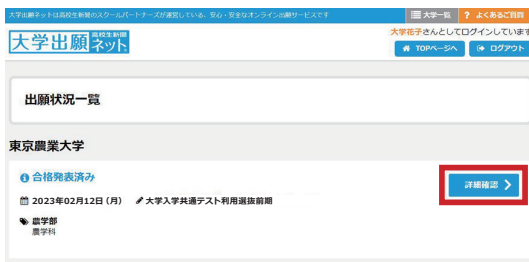 大学出願ネットは高校生新聞のスクールパートナーズが運営している、安心・安全なオンライン出願サービスです
大学一覧 ? よくあるご質問
大学出願 高校生新聞 ネット
大学花子さんとしてログインしています
TOPページへ ログアウト
出願状況一覧
東京農業大学
合格発表済み
詳細確認
2023年02月12日(月) 大学入学共通テスト利用選抜前期
農学部
農学科